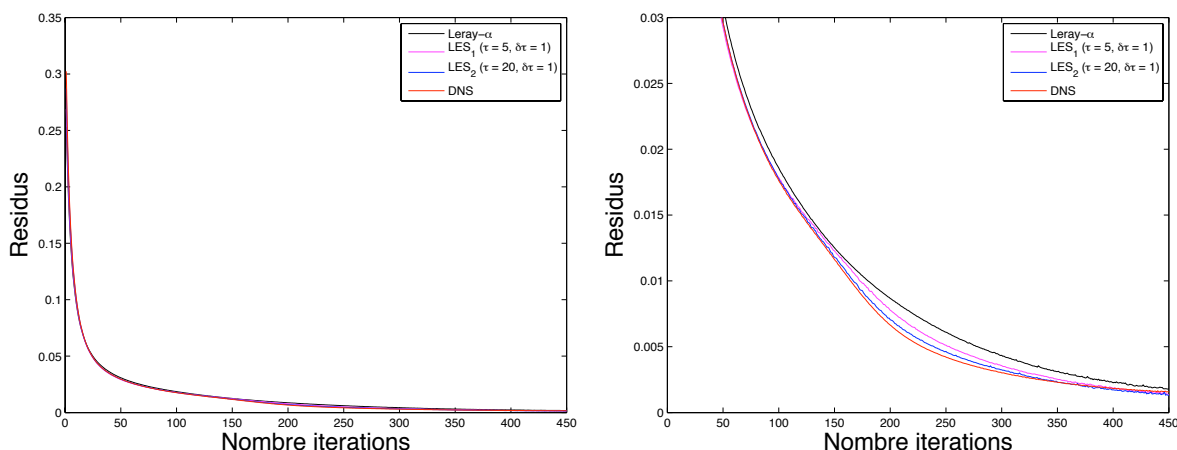 0.35
0.3
0.25
0.2
0.15
0.1
0.05
0
Residus
0 50 100 150 200 250 300 350 400 450
Nombre iterations
Leray-α
LES1 (τ = 5, δτ = 1)
LES2 (τ = 20, δτ = 1)
DNS
0.03
0.025
0.02
0.015
0.01
0.005
0
Residus
0 50 100 150 200 250 300 350 400 450
Nombre iterations
Leray-α
LES1 (τ = 5, δτ = 1)
LES2 (τ = 20, δτ = 1)
DNS